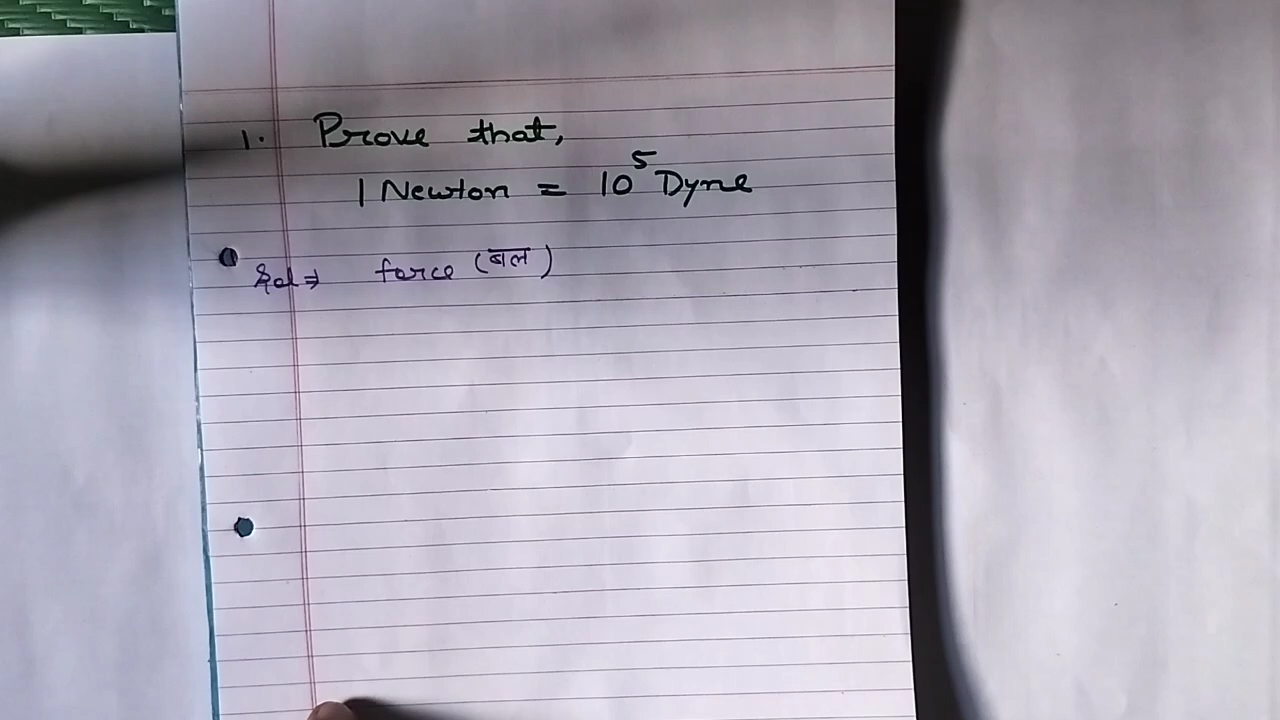 1. Prove that,
1 Newton = 10⁵ Dyne
Sol ⇒ force (बल)